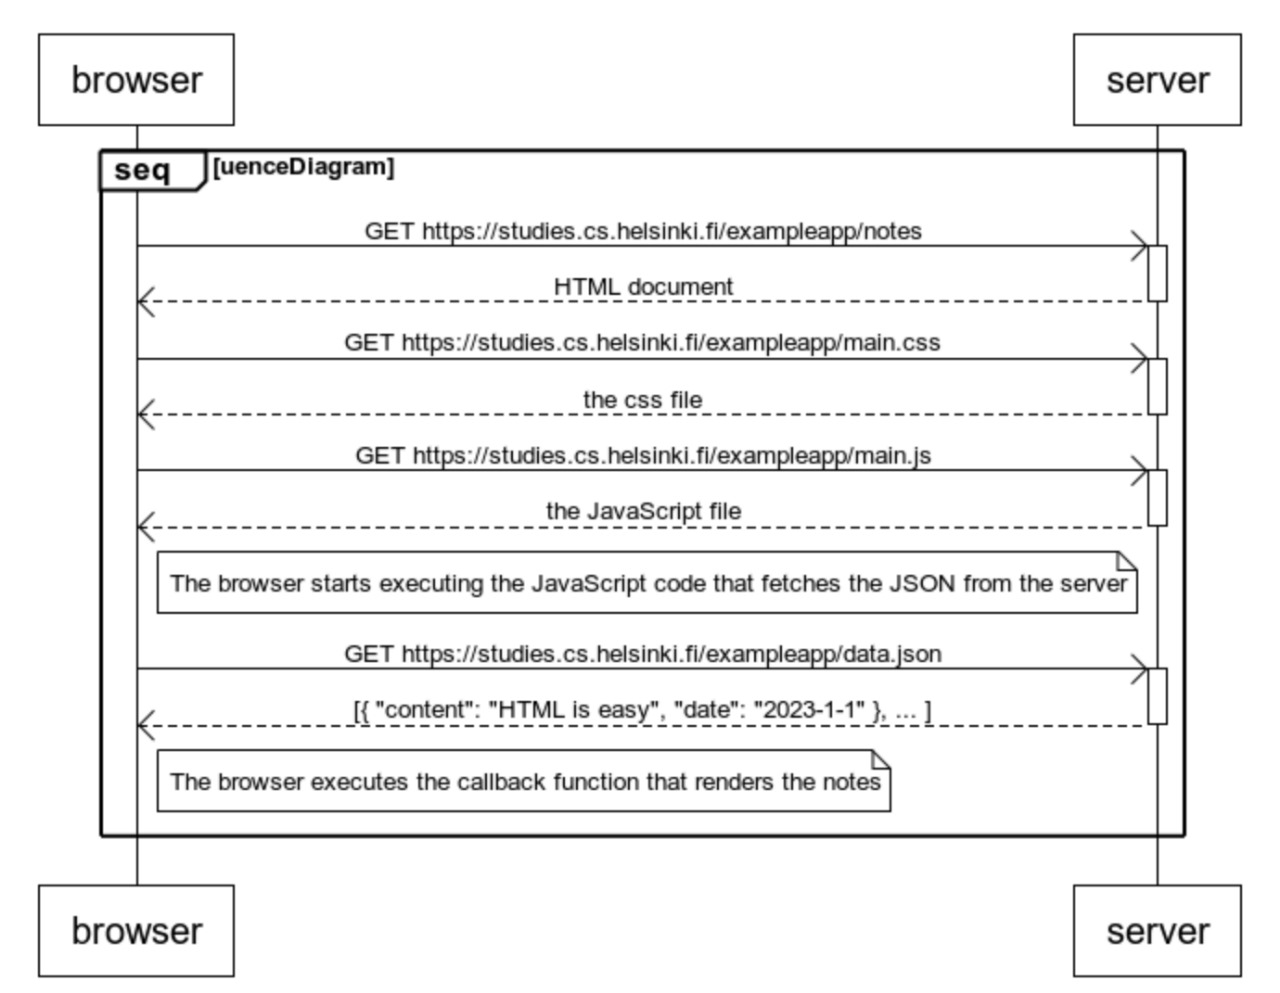 browser
server
seq [uenceDiagram]
GET https://studies.cs.helsinki.fi/exampleapp/notes
HTML document
GET https://studies.cs.helsinki.fi/exampleapp/main.css
the css file
GET https://studies.cs.helsinki.fi/exampleapp/main.js
the JavaScript file
The browser starts executing the JavaScript code that fetches the JSON from the server
GET https://studies.cs.helsinki.fi/exampleapp/data.json
[{ "content": "HTML is easy", "date": "2023-1-1" }, ... ]
The browser executes the callback function that renders the notes
browser
server